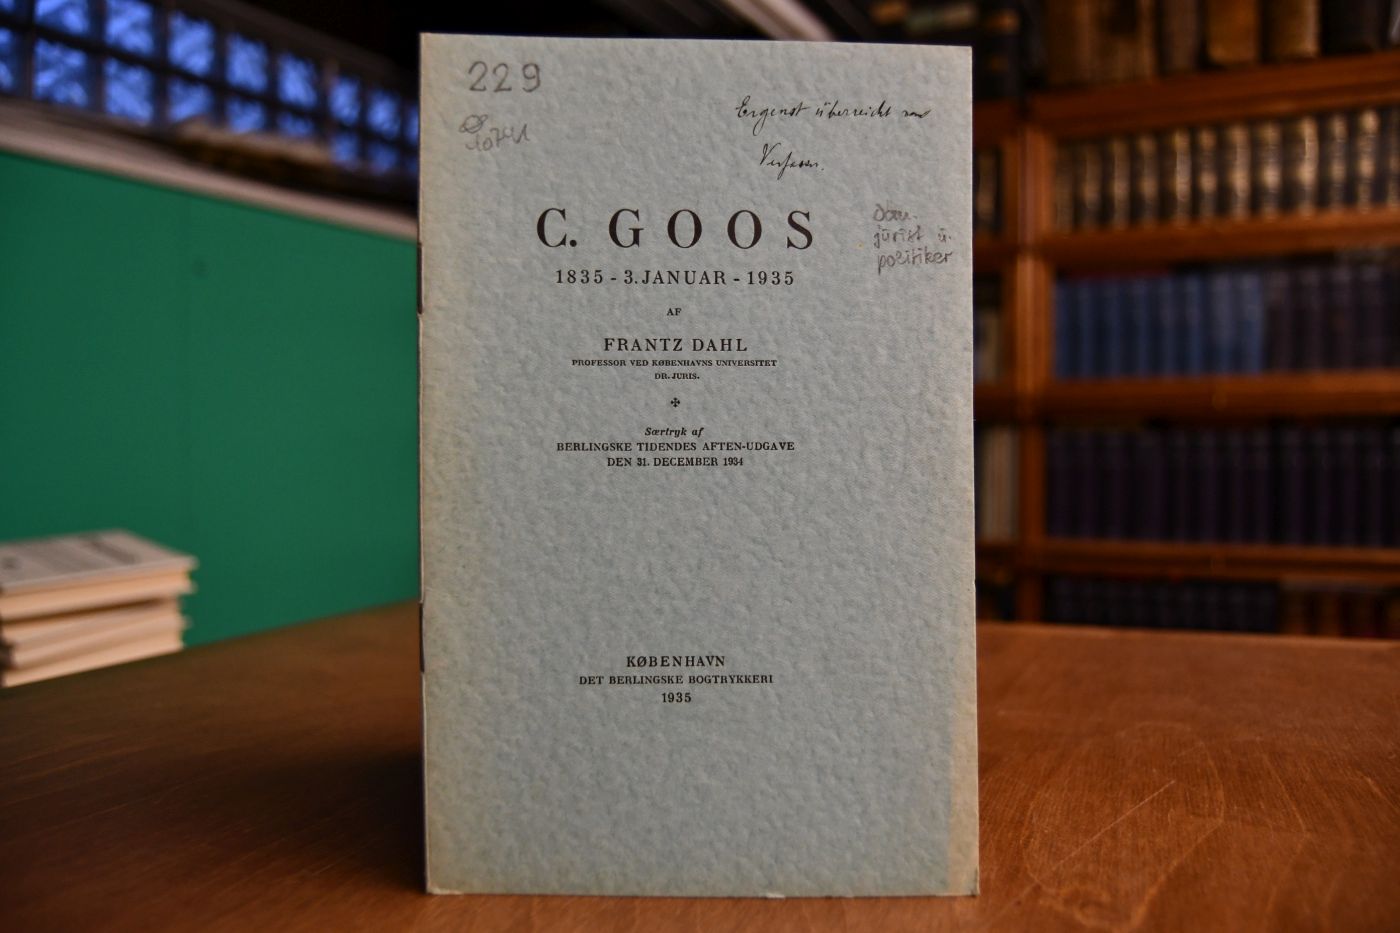 229
Ergenst überreicht vom
Verfasser.
C. GOOS
1835 - 3. JANUAR - 1935
dän.
jurist u.
politiker
AF
FRANTZ DAHL
PROFESSOR VED KØBENHAVNS UNIVERSITET
DR. JURIS.
Særtryk af
BERLINGSKE TIDENDES AFTEN-UDGAVE
DEN 31. DECEMBER 1934
KØBENHAVN
DET BERLINGSKE BOGTRYKKERI
1935